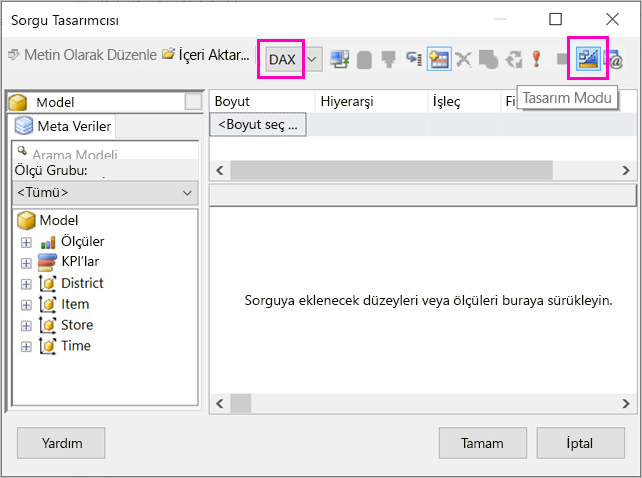 Sorgu Tasarımcısı
Metin Olarak Düzenle İçeri Aktar... DAX
Tasarım Modu
Model
Meta Veriler
Arama Modeli
Ölçü Grubu:
<Tümü>
Model
Ölçüler
KPI'lar
District
Item
Store
Time
Boyut Hiyerarşi İşleç Fi
<Boyut seç ...
Sorguya eklenecek düzeyleri veya ölçüleri buraya sürükleyin.
Yardım Tamam İptal